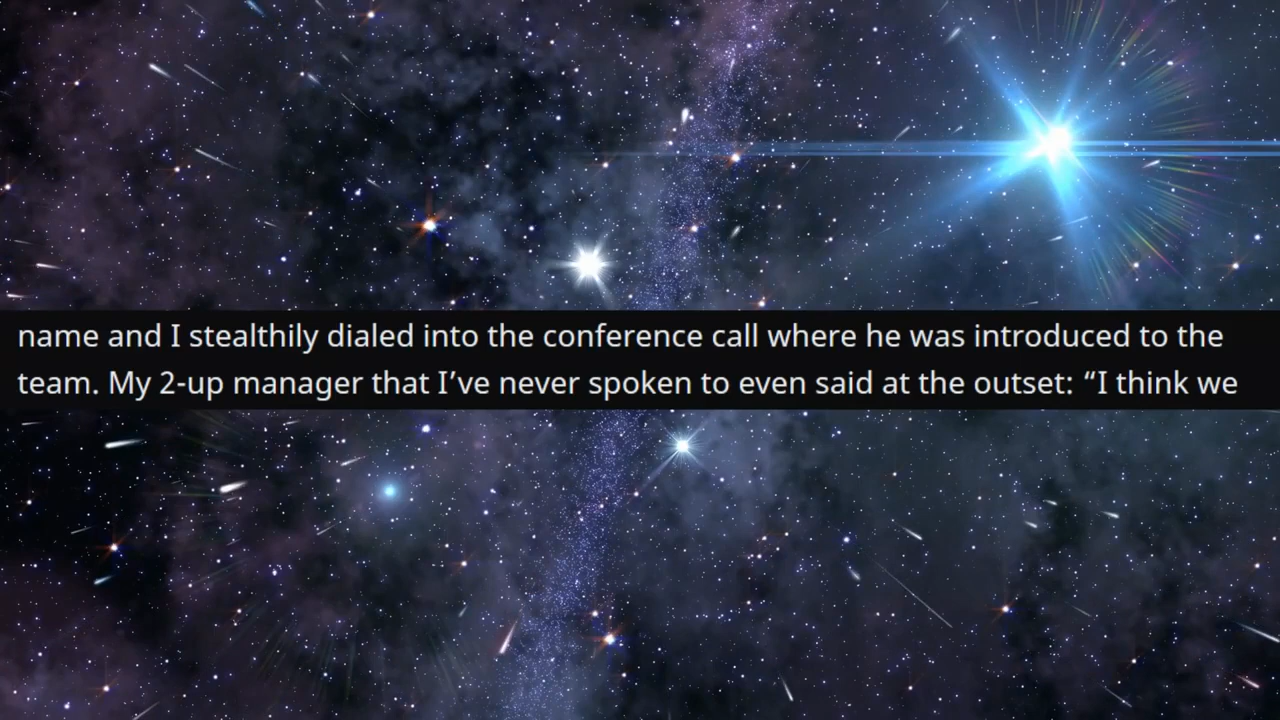 name and I stealthily dialed into the conference call where he was introduced to the
team. My 2-up manager that I’ve never spoken to even said at the outset: “I think we